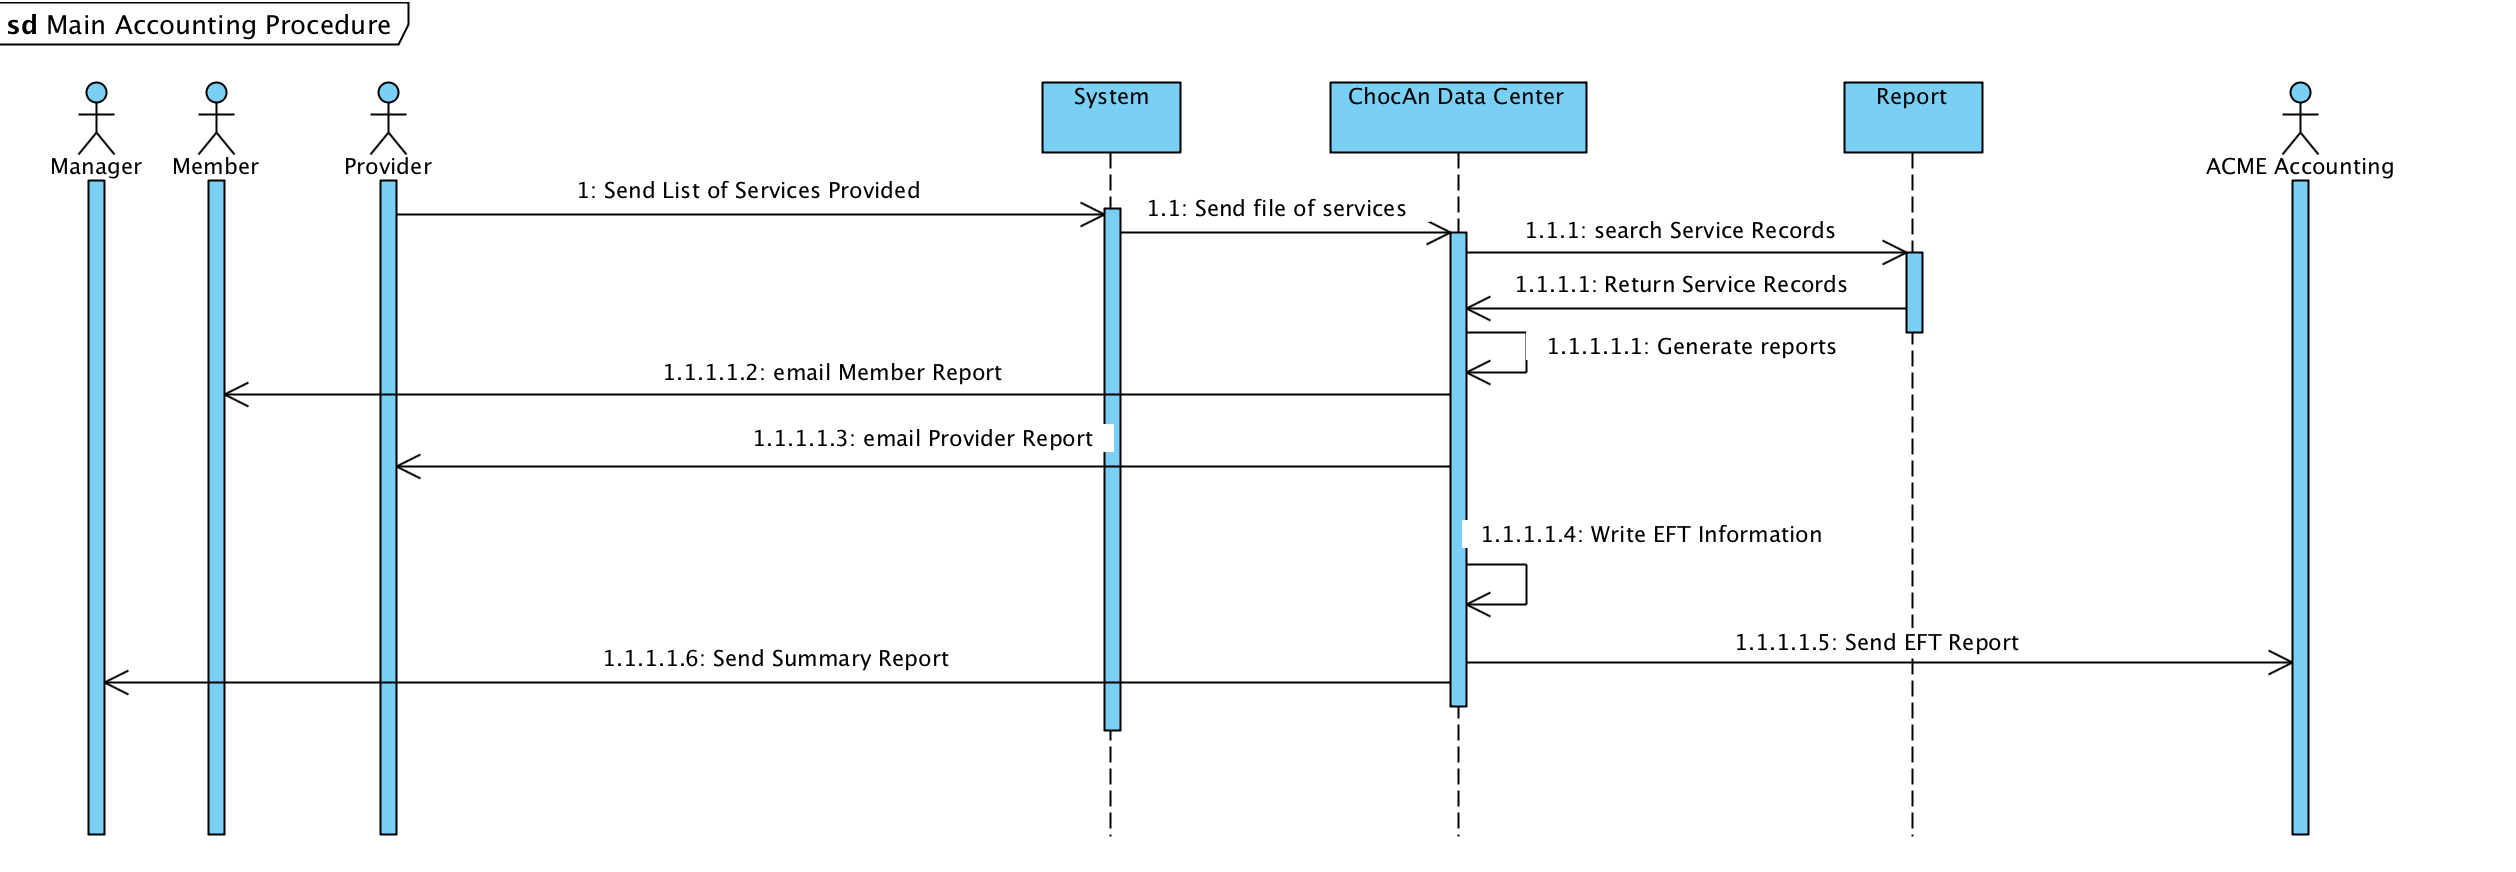 sd Main Accounting Procedure
System
ChocAn Data Center
Report
Manager
Member
Provider
ACME Accounting
1: Send List of Services Provided
1.1: Send file of services
1.1.1: search Service Records
1.1.1.1: Return Service Records
1.1.1.1.1: Generate reports
1.1.1.1.2: email Member Report
1.1.1.1.3: email Provider Report
1.1.1.1.4: Write EFT Information
1.1.1.1.5: Send EFT Report
1.1.1.1.6: Send Summary Report